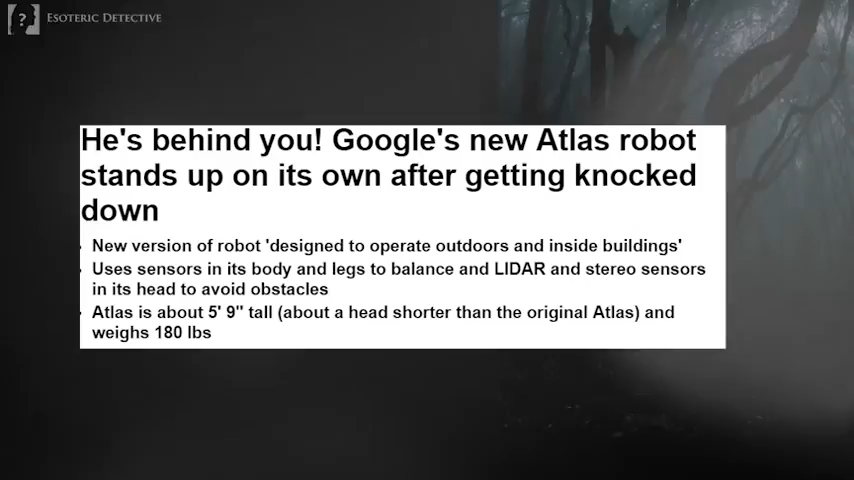 Esoteric Detective
He's behind you! Google's new Atlas robot
stands up on its own after getting knocked
down
New version of robot 'designed to operate outdoors and inside buildings'
Uses sensors in its body and legs to balance and LIDAR and stereo sensors
in its head to avoid obstacles
Atlas is about 5' 9" tall (about a head shorter than the original Atlas) and
weighs 180 lbs